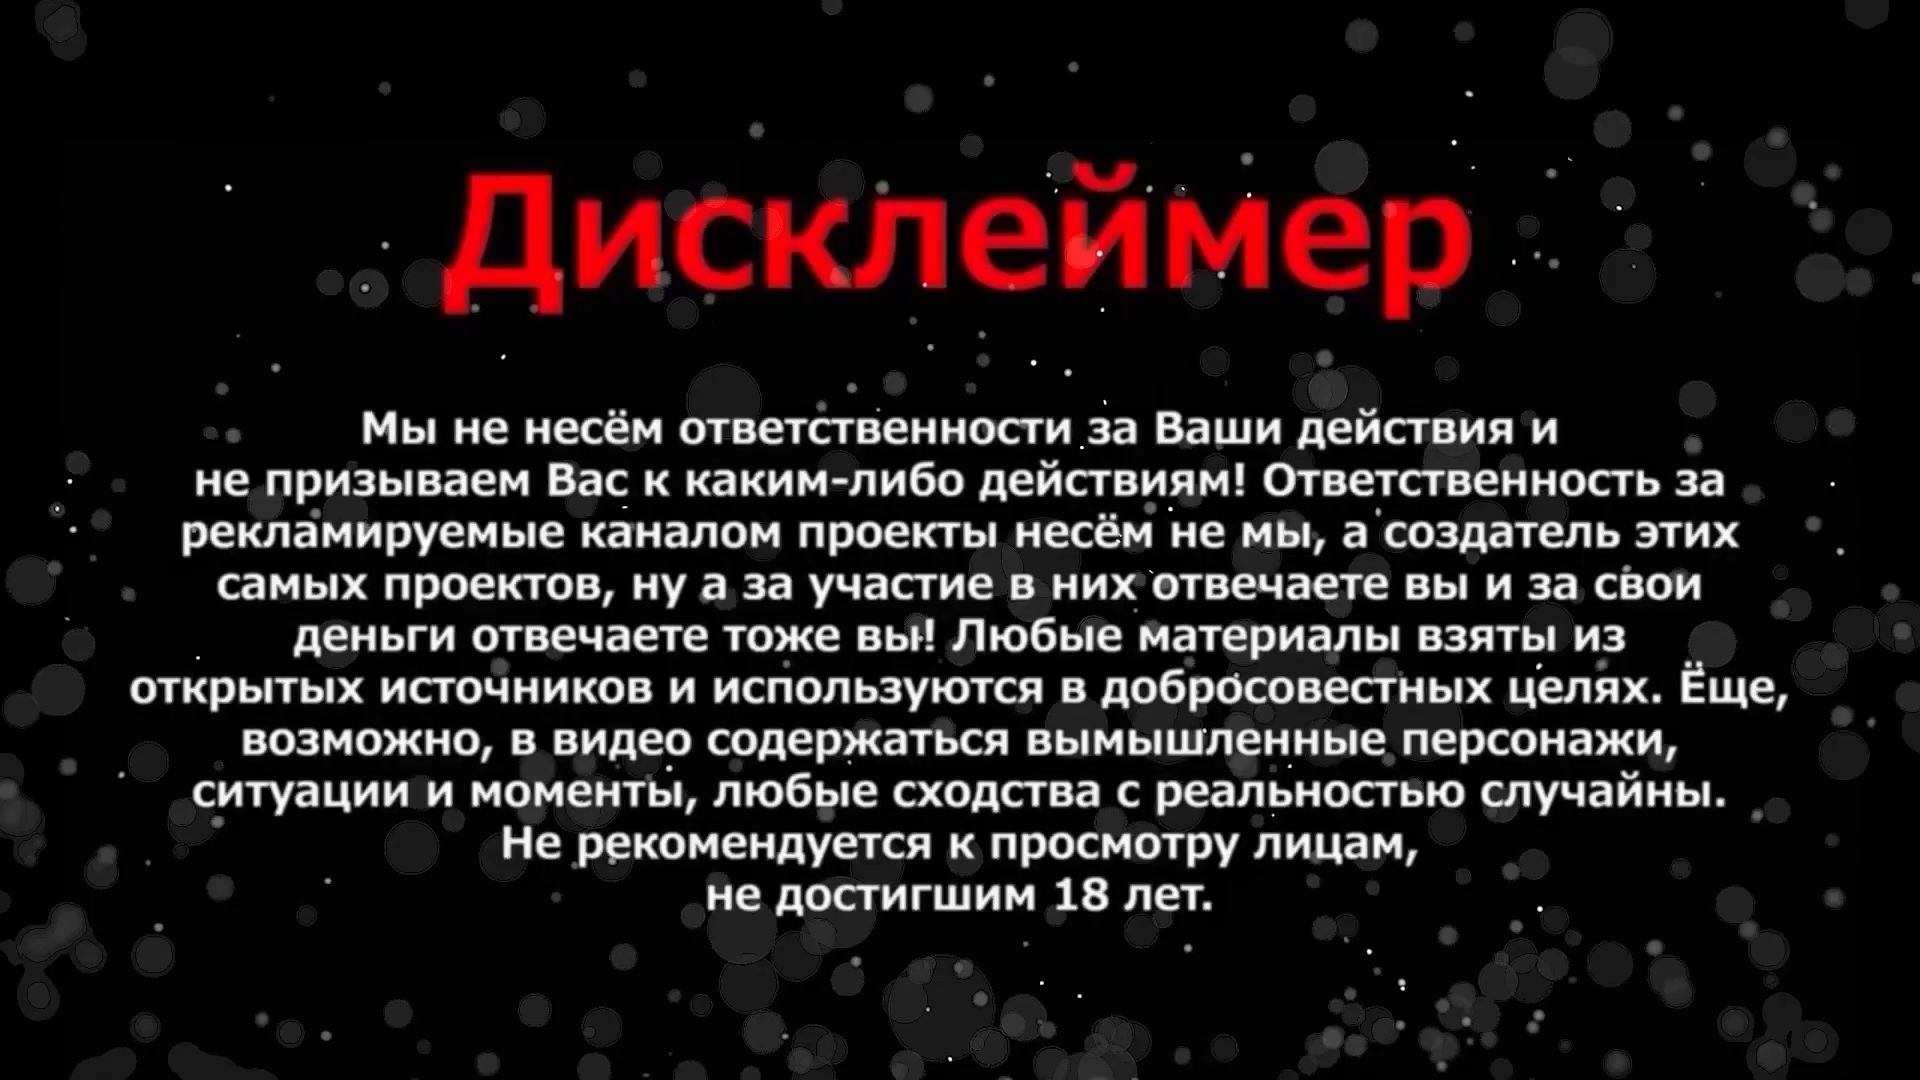 Дисклеймер
Мы не несём ответственности за Ваши действия и
не призываем Вас к каким-либо действиям! Ответственность за
рекламируемые каналом проекты несём не мы, а создатель этих
самых проектов, ну а за участие в них отвечаете вы и за свои
деньги отвечаете тоже вы! Любые материалы взяты из
открытых источников и используются в добросовестных целях. Ёще,
возможно, в видео содержаться вымышленные персонажи,
ситуации и моменты, любые сходства с реальностью случайны.
Не рекомендуется к просмотру лицам,
не достигшим 18 лет.